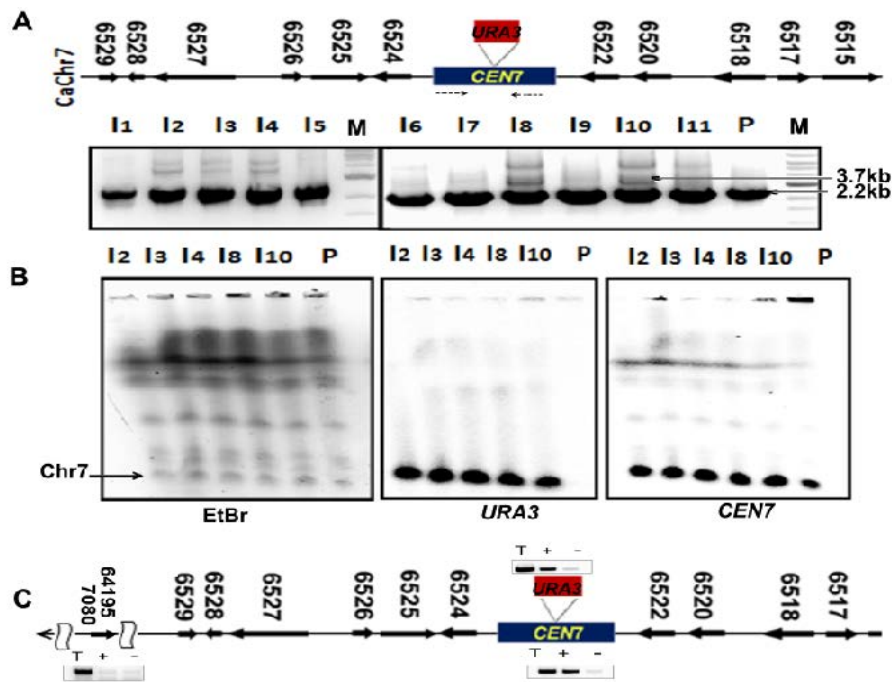 A
6529 6528 6527 6526 6525 6524 URA3 6522 6520 6518 6517 6515
CaChr7 CEN7
I1 I2 I3 I4 I5 M I6 I7 I8 I9 I10 I11 P M
3.7kb
2.2kb
B
I2 I3 I4 I8 I10 P I2 I3 I4 I8 I10 P I2 I3 I4 I8 I10 P
Chr7
EtBr URA3 CEN7
C
T + −
7080 64195 6529 6528 6527 6526 6525 6524 URA3 6522 6520 6518 6517
CEN7
T + − T + −